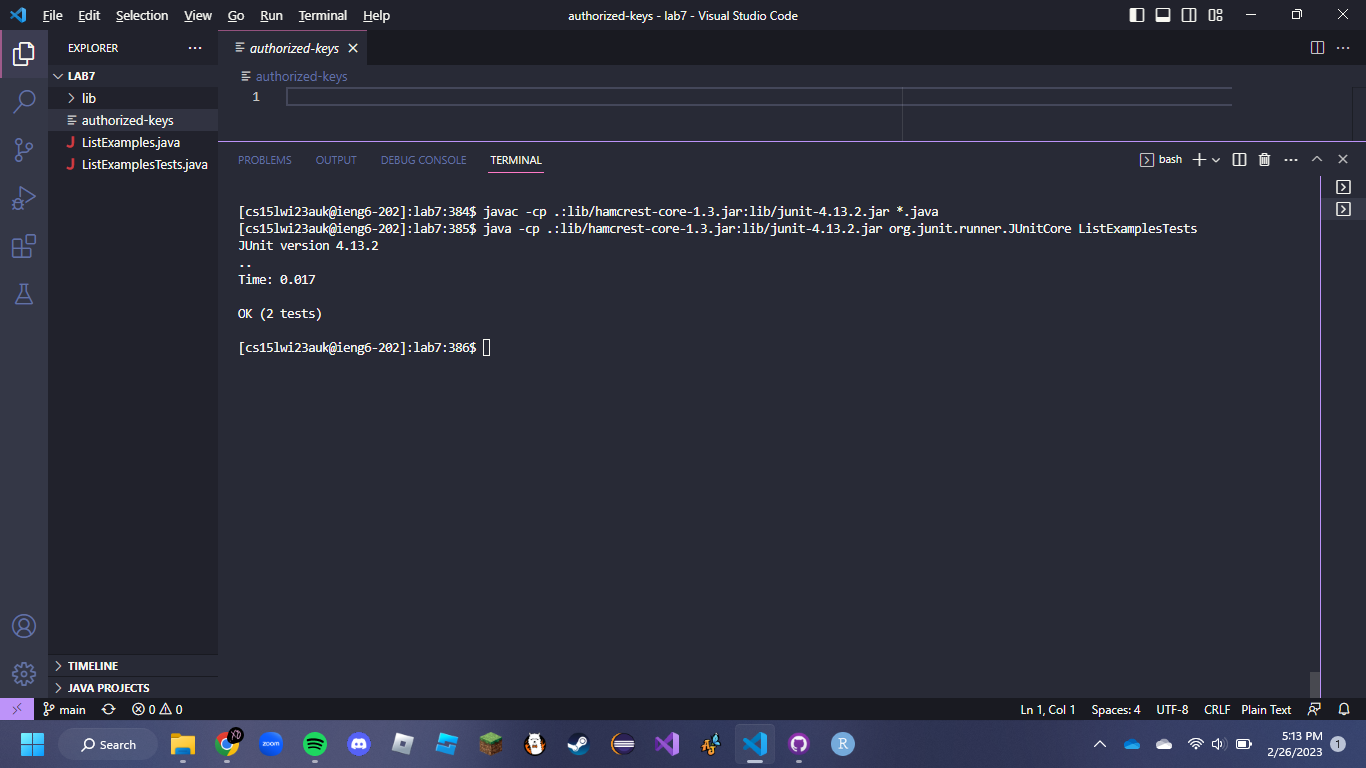 File Edit Selection View Go Run Terminal Help authorized-keys - lab7 - Visual Studio Code
EXPLORER
authorized-keys
LAB7
lib
authorized-keys
ListExamples.java
ListExamplesTests.java
authorized-keys
1
PROBLEMS OUTPUT DEBUG CONSOLE TERMINAL bash
[cs15lwi23auk@ieng6-202]:lab7:384$ javac -cp .:lib/hamcrest-core-1.3.jar:lib/junit-4.13.2.jar *.java
[cs15lwi23auk@ieng6-202]:lab7:385$ java -cp .:lib/hamcrest-core-1.3.jar:lib/junit-4.13.2.jar org.junit.runner.JUnitCore ListExamplesTests
JUnit version 4.13.2
..
Time: 0.017
OK (2 tests)
[cs15lwi23auk@ieng6-202]:lab7:386$
TIMELINE
JAVA PROJECTS
main 0 0 Ln 1, Col 1 Spaces: 4 UTF-8 CRLF Plain Text
Search
zoom
XD
R
5:13 PM
2/26/2023
1